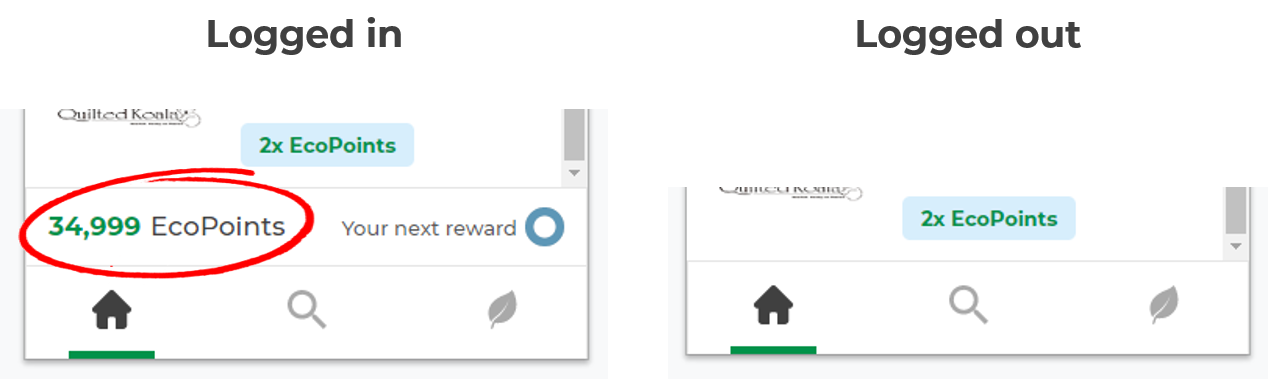 Logged in
Logged out
Quilted Koala
2x EcoPoints
34,999 EcoPoints
Your next reward
Quilted Koala
2x EcoPoints